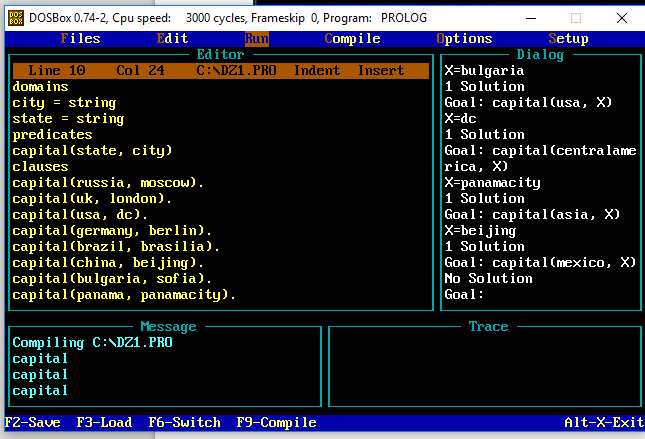 DOSBox 0.74-2, Cpu speed: 3000 cycles, Frameskip 0, Program: PROLOG
Files Edit Run Compile Options Setup
Editor
Line 10 Col 24 C:\DZ1.PRO Indent Insert
domains
city = string
state = string
predicates
capital(state, city)
clauses
capital(russia, moscow).
capital(uk, london).
capital(usa, dc).
capital(germany, berlin).
capital(brazil, brasilia).
capital(china, beijing).
capital(bulgaria, sofia).
capital(panama, panamacity).
Dialog
X=bulgaria
1 Solution
Goal: capital(usa, X)
X=dc
1 Solution
Goal: capital(centralame
rica, X)
X=panamacity
1 Solution
Goal: capital(asia, X)
X=beijing
1 Solution
Goal: capital(mexico, X)
No Solution
Goal:
Message
Compiling C:\DZ1.PRO
capital
capital
capital
Trace
F2-Save F3-Load F6-Switch F9-Compile Alt-X-Exit